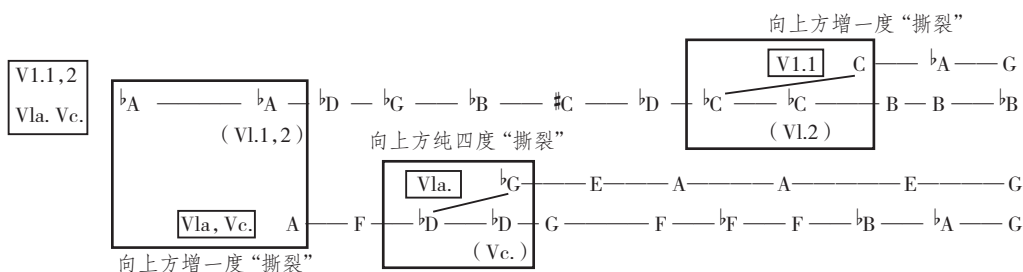 向上方增一度“撕裂”
V1.1
C —— ♭A —— G
V1.1,2
Vla. Vc.
♭A —— ♭A — ♭D — ♭G — ♭B — ♯C — ♭D — ♭C — ♭C — B — B — ♭B
(Vl.1,2)
(Vl.2)
向上方纯四度“撕裂”
Vla.
♭G — E — A — A — E — G
Vla, Vc.
A — F — ♭D — ♭D — G — F — ♭F — F — ♭B — ♭A — G
(Vc.)
向上方增一度“撕裂”